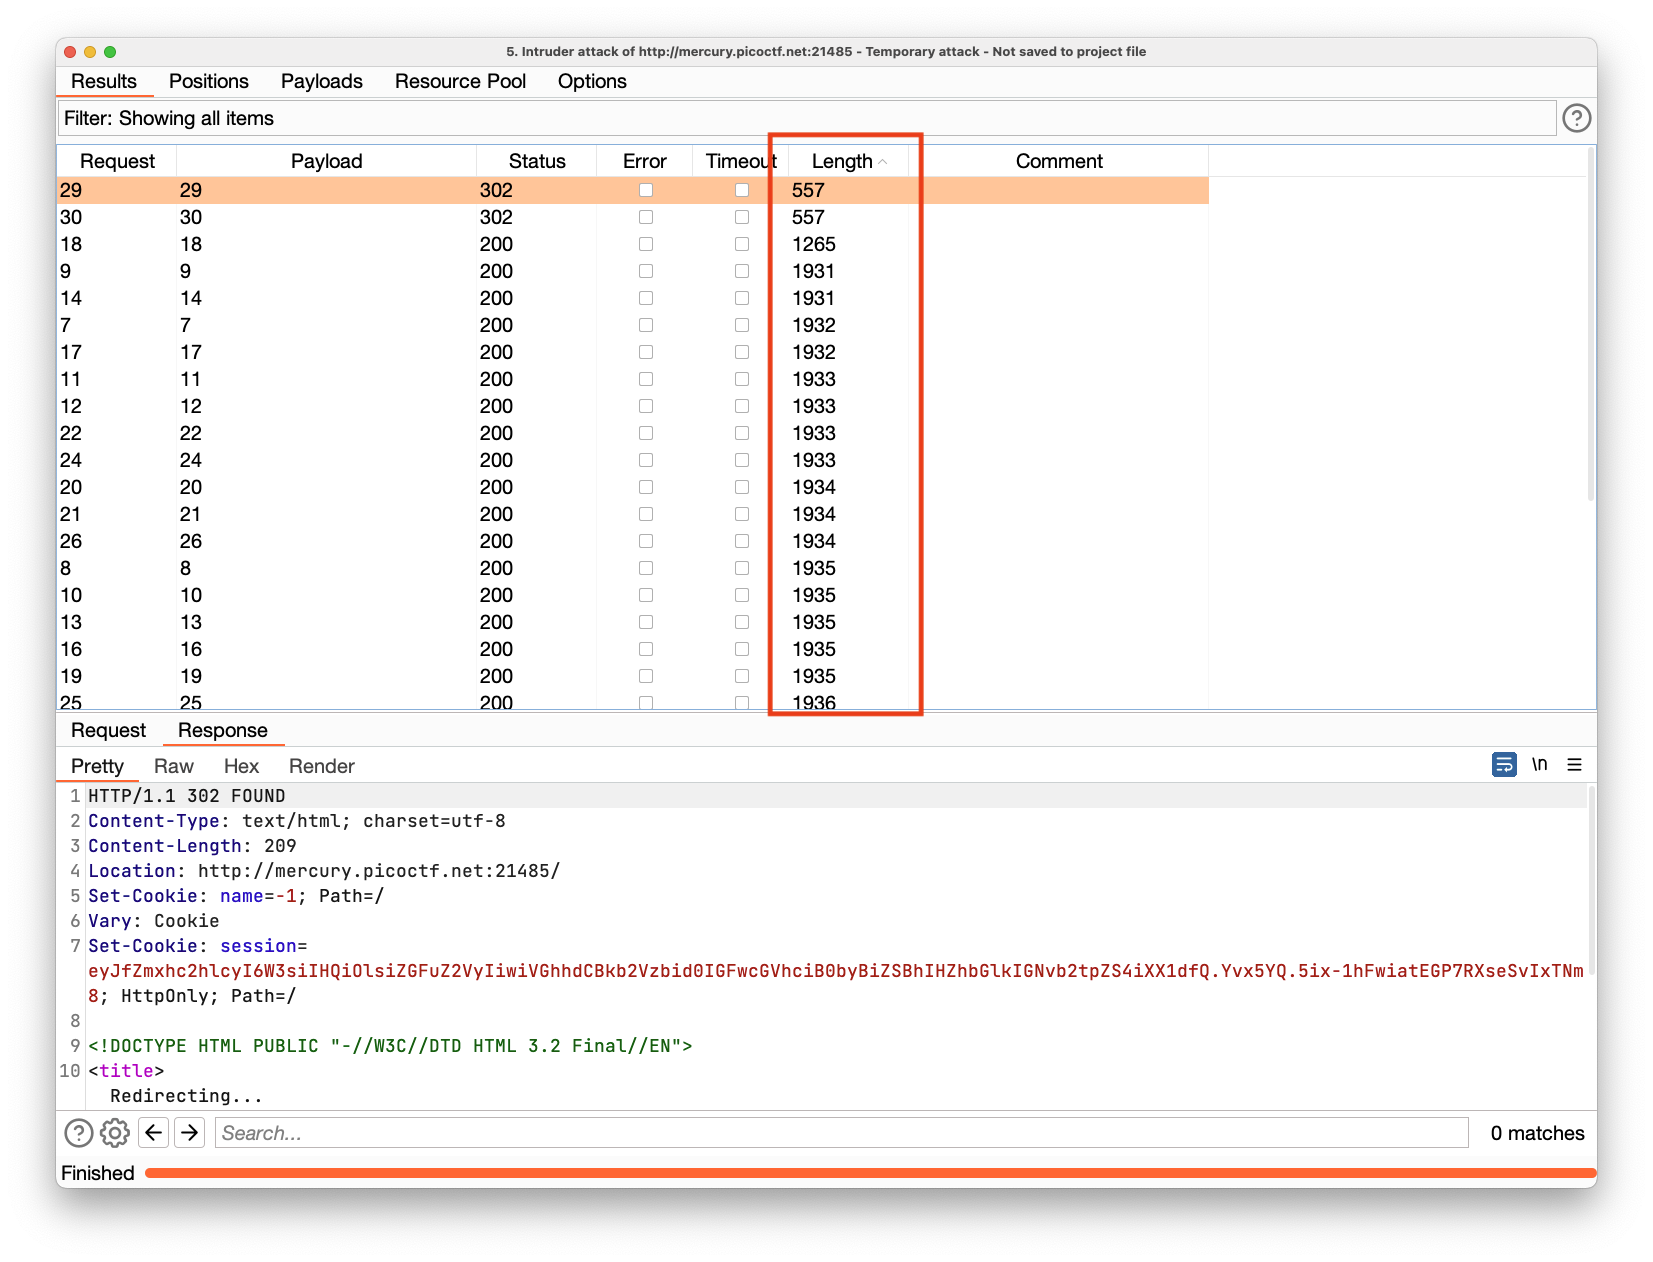 5. Intruder attack of http://mercury.picoctf.net:21485 - Temporary attack - Not saved to project file
Results Positions Payloads Resource Pool Options
Filter: Showing all items
Request Payload Status Error Timeout Length Comment
29 29 302 557
30 30 302 557
18 18 200 1265
9 9 200 1931
14 14 200 1931
7 7 200 1932
17 17 200 1932
11 11 200 1933
12 12 200 1933
22 22 200 1933
24 24 200 1933
20 20 200 1934
21 21 200 1934
26 26 200 1934
8 8 200 1935
10 10 200 1935
13 13 200 1935
16 16 200 1935
19 19 200 1935
25 25 200 1936
Request Response
Pretty Raw Hex Render \n
1 HTTP/1.1 302 FOUND
2 Content-Type: text/html; charset=utf-8
3 Content-Length: 209
4 Location: http://mercury.picoctf.net:21485/
5 Set-Cookie: name=-1; Path=/
6 Vary: Cookie
7 Set-Cookie: session=
eyJfZmxhc2hlcyI6W3siIHQiOlsiZGFuZ2VyIiwiVGhhdCBkb2Vzbid0IGFwcGVhciB0byBiZSBhIHZhbGlkIGNvb2tpZS4iXX1dfQ.Yvx5YQ.5ix-1hFwiatEGP7RXseSvIxTNm
8; HttpOnly; Path=/
8
9 <!DOCTYPE HTML PUBLIC "-//W3C//DTD HTML 3.2 Final//EN">
10 <title>
Redirecting...
Search... 0 matches
Finished